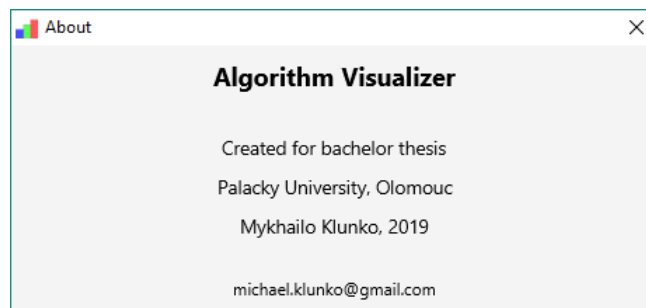 About
Algorithm Visualizer
Created for bachelor thesis
Palacky University, Olomouc
Mykhailo Klunko, 2019
michael.klunko@gmail.com